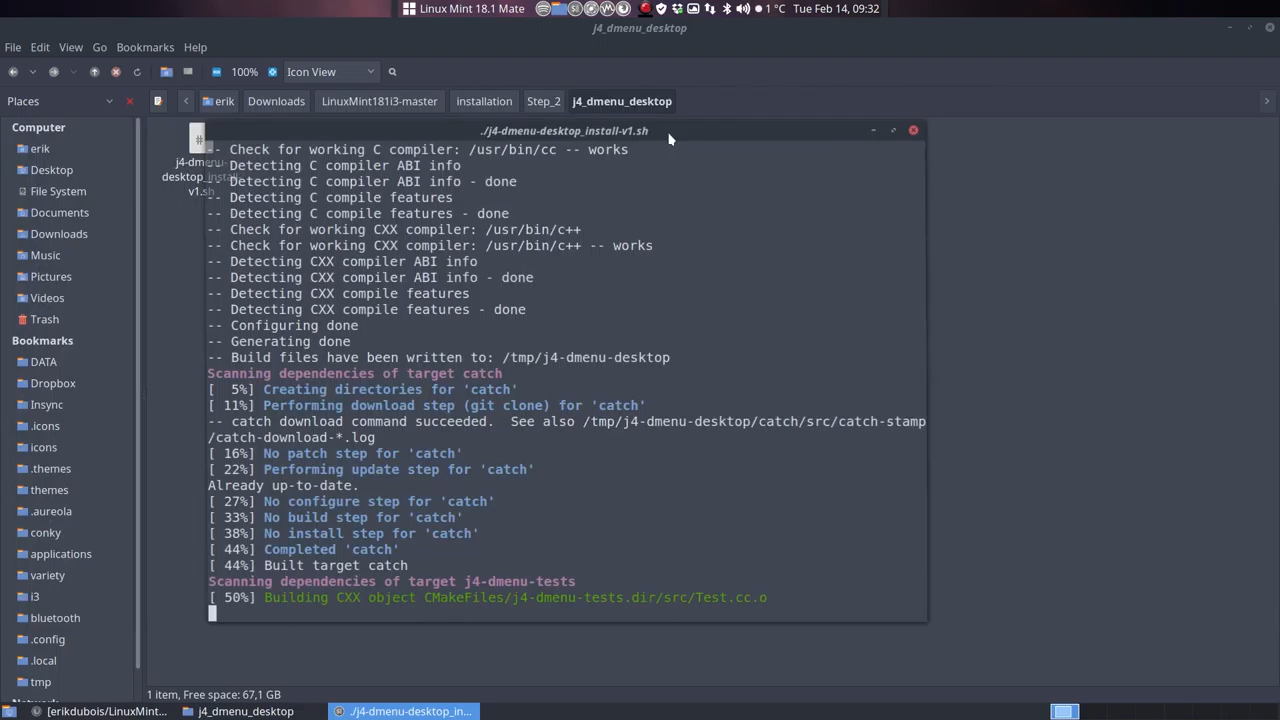 Linux Mint 18.1 Mate
1 °C Tue Feb 14, 09:32
j4_dmenu_desktop
File Edit View Go Bookmarks Help
100% Icon View
Places
erik Downloads LinuxMint181i3-master installation Step_2 j4_dmenu_desktop
Computer
erik
Desktop
File System
Documents
Downloads
Music
Pictures
Videos
Trash
Bookmarks
DATA
Dropbox
Insync
.icons
icons
.themes
themes
.aureola
conky
applications
variety
i3
bluetooth
.config
.local
tmp
#
j4-dmenu-
desktop_install-
v1.sh
./j4-dmenu-desktop_install-v1.sh
-- Check for working C compiler: /usr/bin/cc -- works
-- Detecting C compiler ABI info
-- Detecting C compiler ABI info - done
-- Detecting C compile features
-- Detecting C compile features - done
-- Check for working CXX compiler: /usr/bin/c++
-- Check for working CXX compiler: /usr/bin/c++ -- works
-- Detecting CXX compiler ABI info
-- Detecting CXX compiler ABI info - done
-- Detecting CXX compile features
-- Detecting CXX compile features - done
-- Configuring done
-- Generating done
-- Build files have been written to: /tmp/j4-dmenu-desktop
Scanning dependencies of target catch
[  5%] Creating directories for 'catch'
[ 11%] Performing download step (git clone) for 'catch'
-- catch download command succeeded.  See also /tmp/j4-dmenu-desktop/catch/src/catch-stamp
/catch-download-*.log
[ 16%] No patch step for 'catch'
[ 22%] Performing update step for 'catch'
Already up-to-date.
[ 27%] No configure step for 'catch'
[ 33%] No build step for 'catch'
[ 38%] No install step for 'catch'
[ 44%] Completed 'catch'
[ 44%] Built target catch
Scanning dependencies of target j4-dmenu-tests
[ 50%] Building CXX object CMakeFiles/j4-dmenu-tests.dir/src/Test.cc.o
1 item, Free space: 67,1 GB
[erikdubois/LinuxMint... j4_dmenu_desktop ./j4-dmenu-desktop_in...